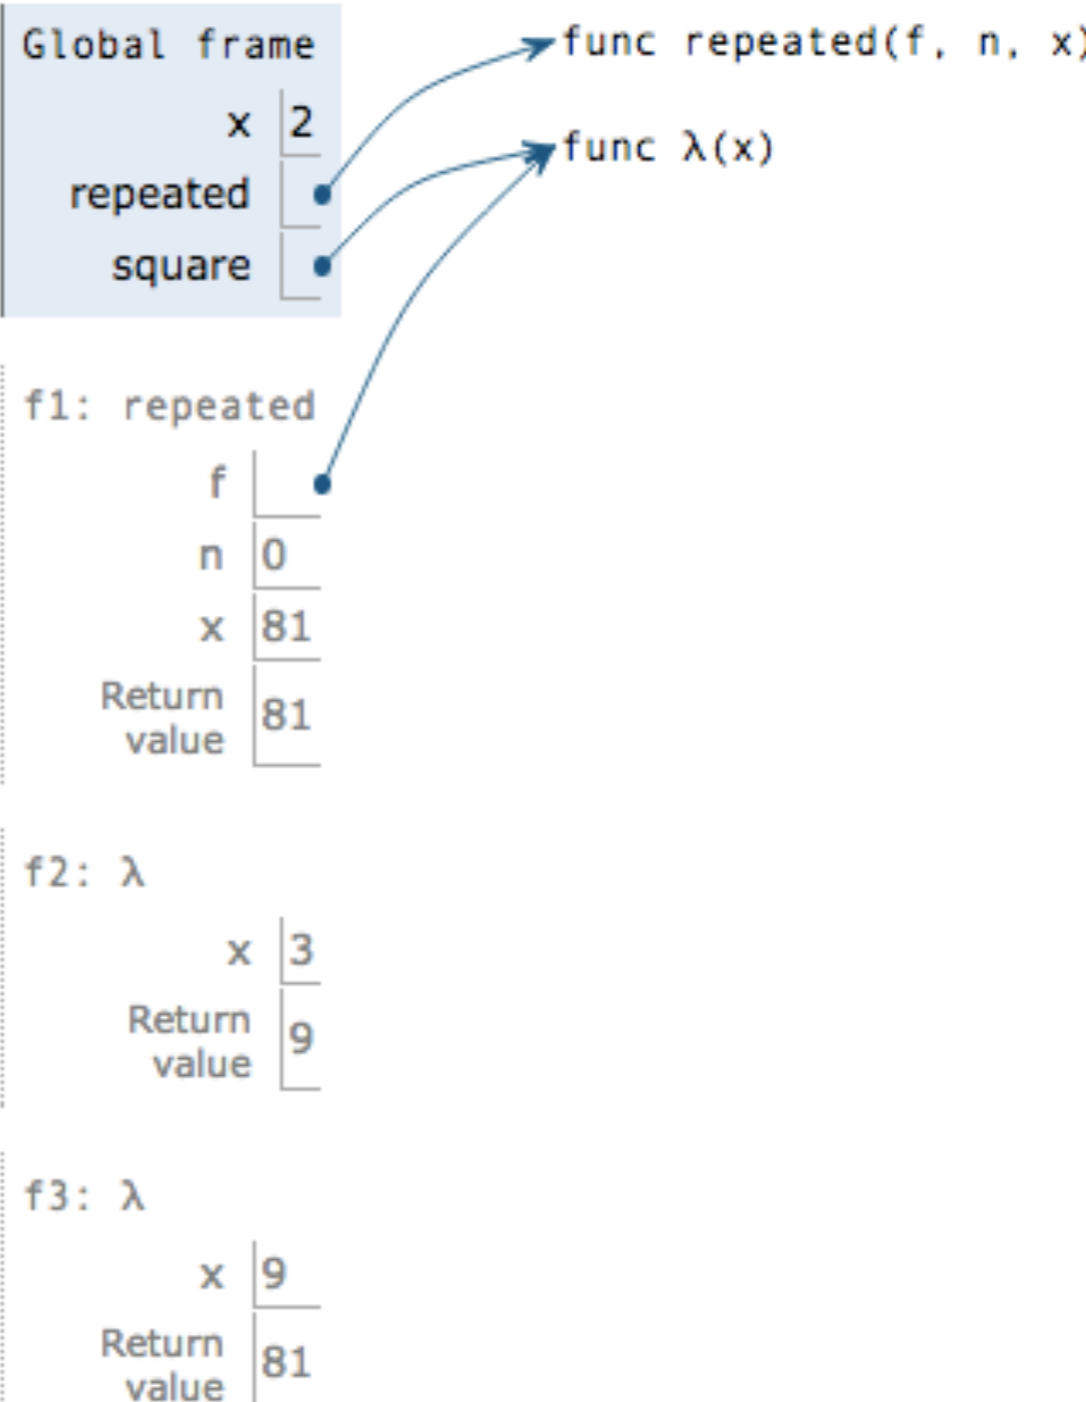 Global frame
x 2
repeated
square
func repeated(f, n, x)
func λ(x)
f1: repeated
f
n 0
x 81
Return
value 81
f2: λ
x 3
Return
value 9
f3: λ
x 9
Return
value 81